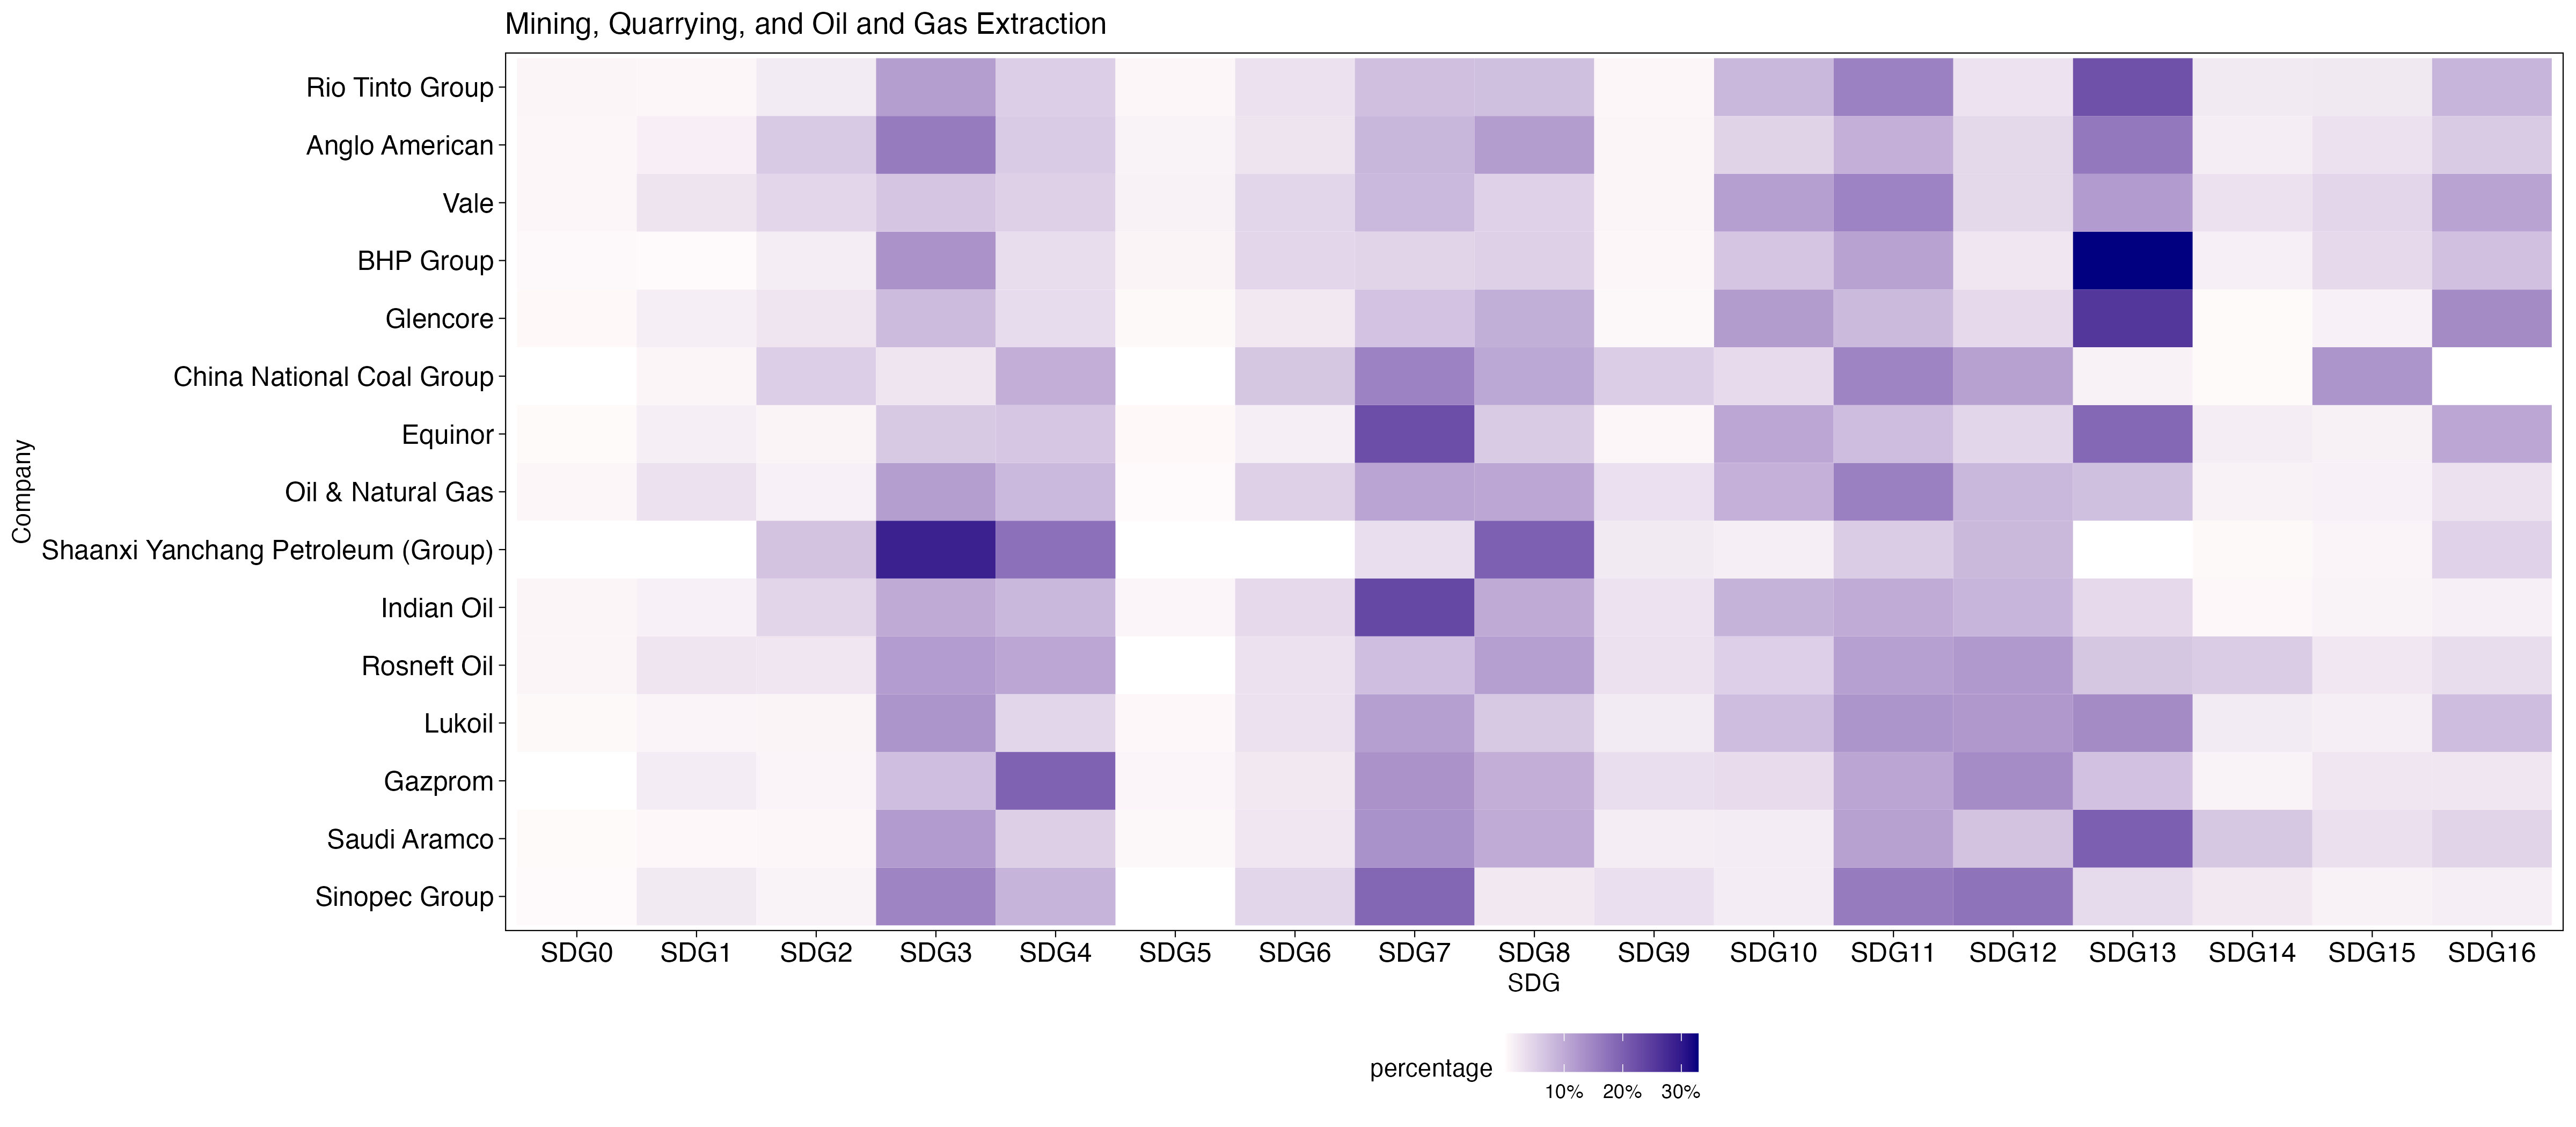 Mining, Quarrying, and Oil and Gas Extraction
Company
Rio Tinto Group
Anglo American
Vale
BHP Group
Glencore
China National Coal Group
Equinor
Oil & Natural Gas
Shaanxi Yanchang Petroleum (Group)
Indian Oil
Rosneft Oil
Lukoil
Gazprom
Saudi Aramco
Sinopec Group
SDG0 SDG1 SDG2 SDG3 SDG4 SDG5 SDG6 SDG7 SDG8 SDG9 SDG10 SDG11 SDG12 SDG13 SDG14 SDG15 SDG16
SDG
percentage
10% 20% 30%